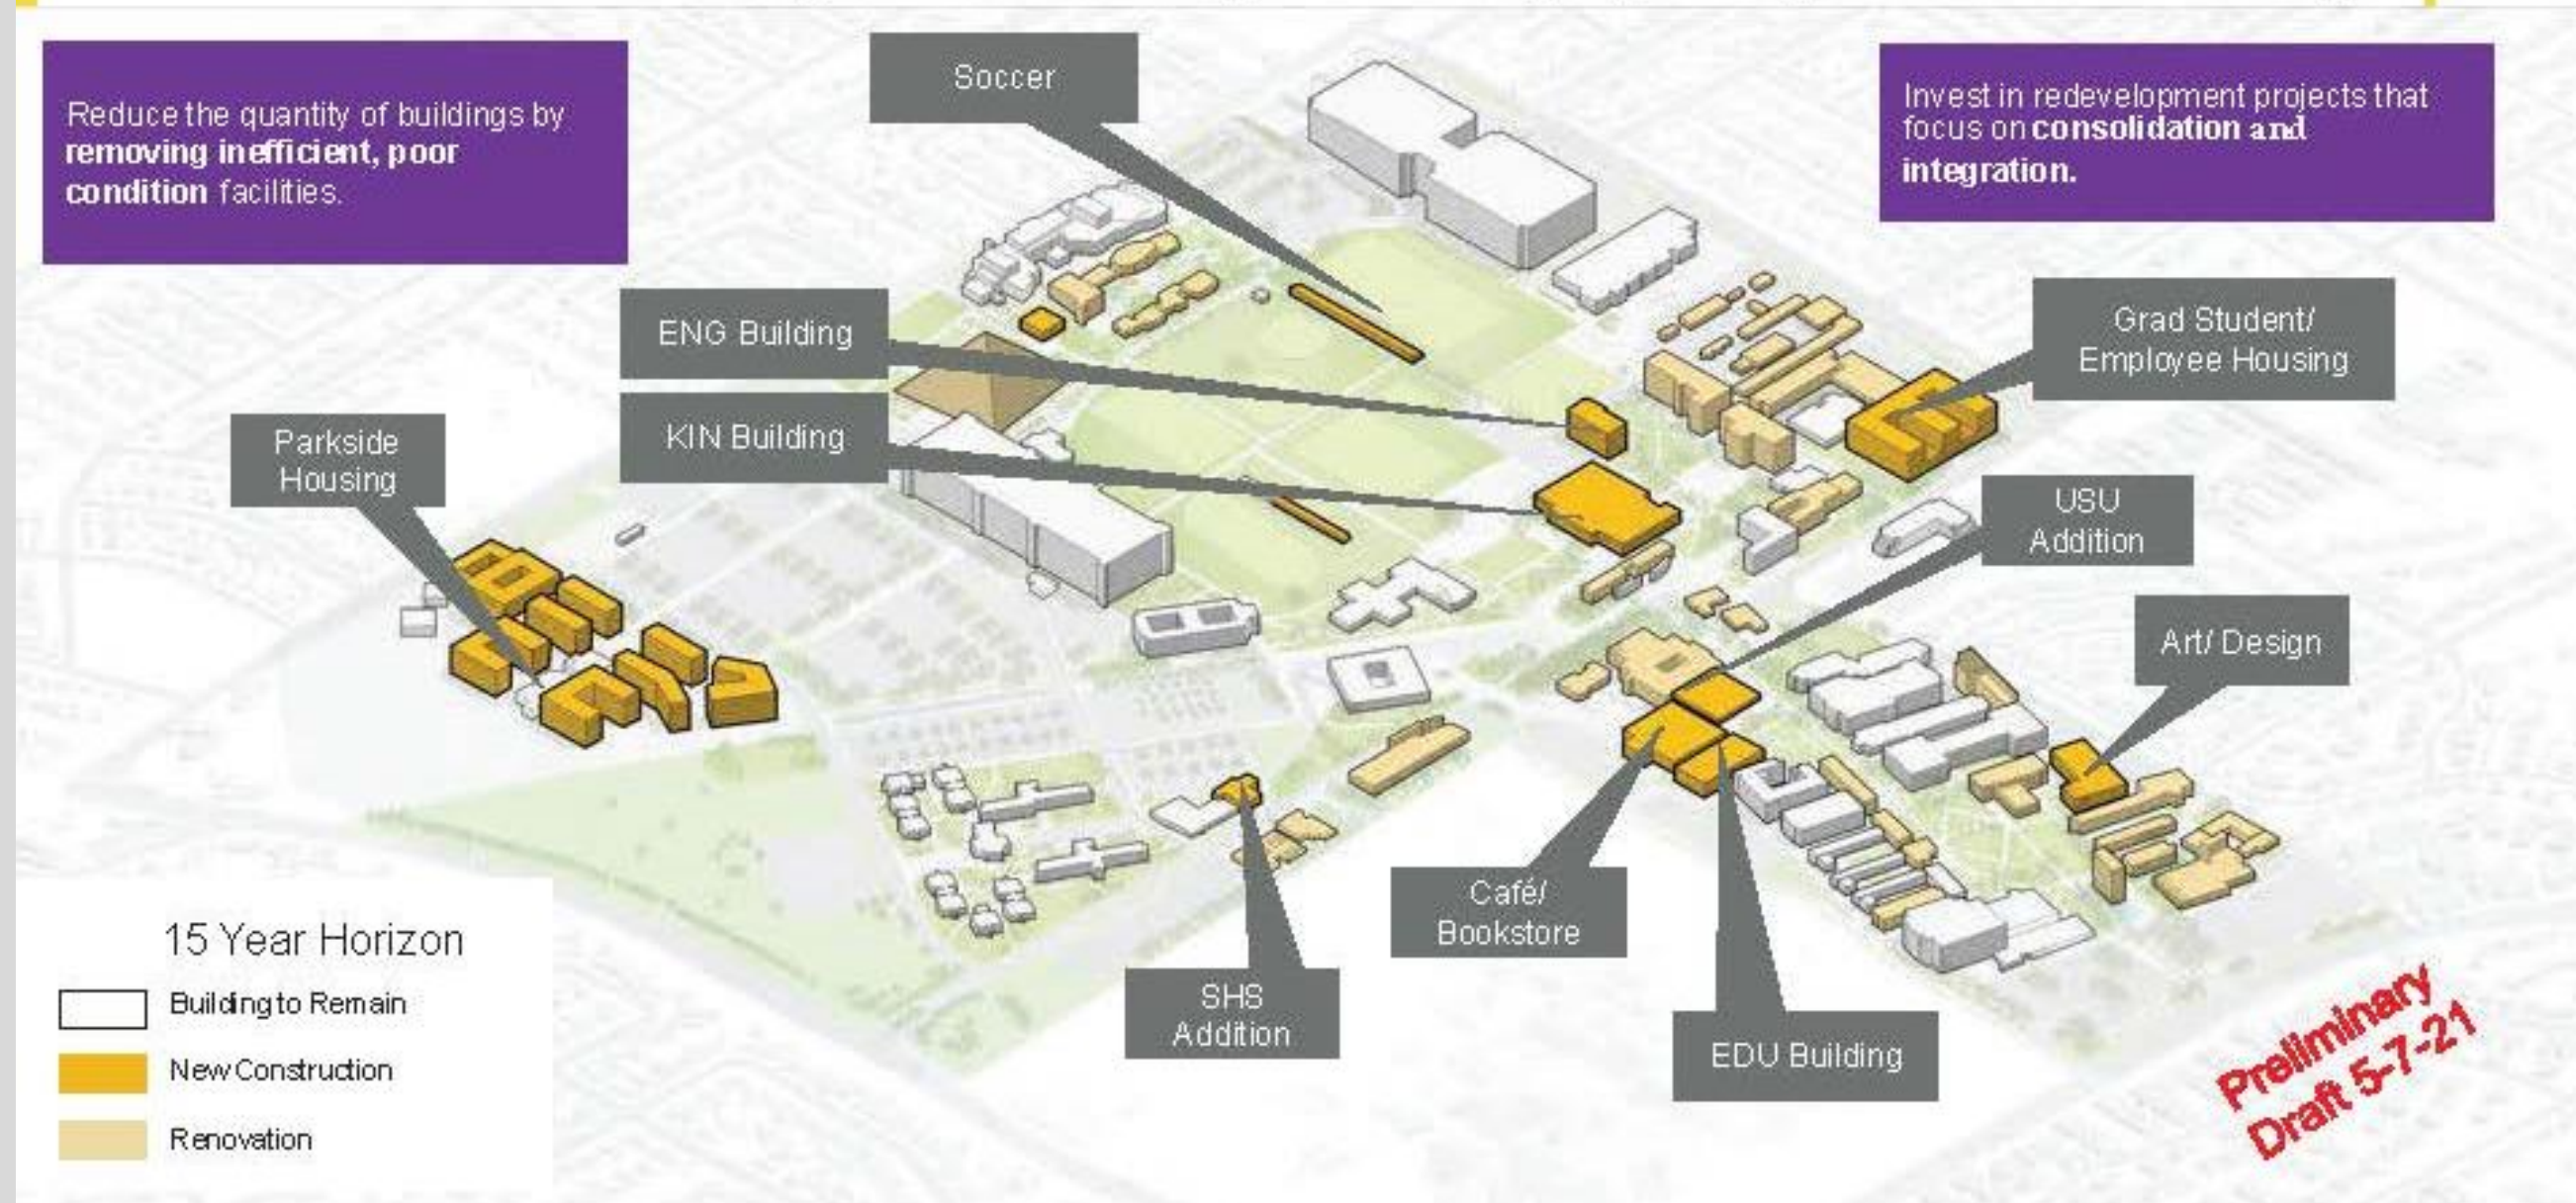 Reduce the quantity of buildings by
removing inefficient, poor
condition facilities.
Soccer
Invest in redevelopment projects that
focus on consolidation and
integration.
ENG Building
Grad Student/
Employee Housing
KIN Building
Parkside
Housing
USU
Addition
Art/ Design
Café/
Bookstore
SHS
Addition
EDU Building
15 Year Horizon
Building to Remain
New Construction
Renovation
Preliminary
Draft 5-7-21